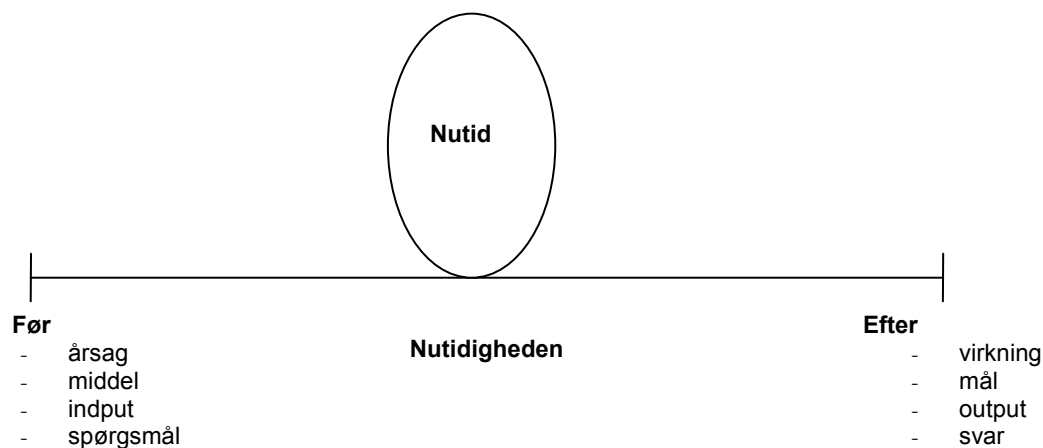 Nutid
Før
- årsag
- middel
- indput
- spørgsmål
Nutidigheden
Efter
- virkning
- mål
- output
- svar